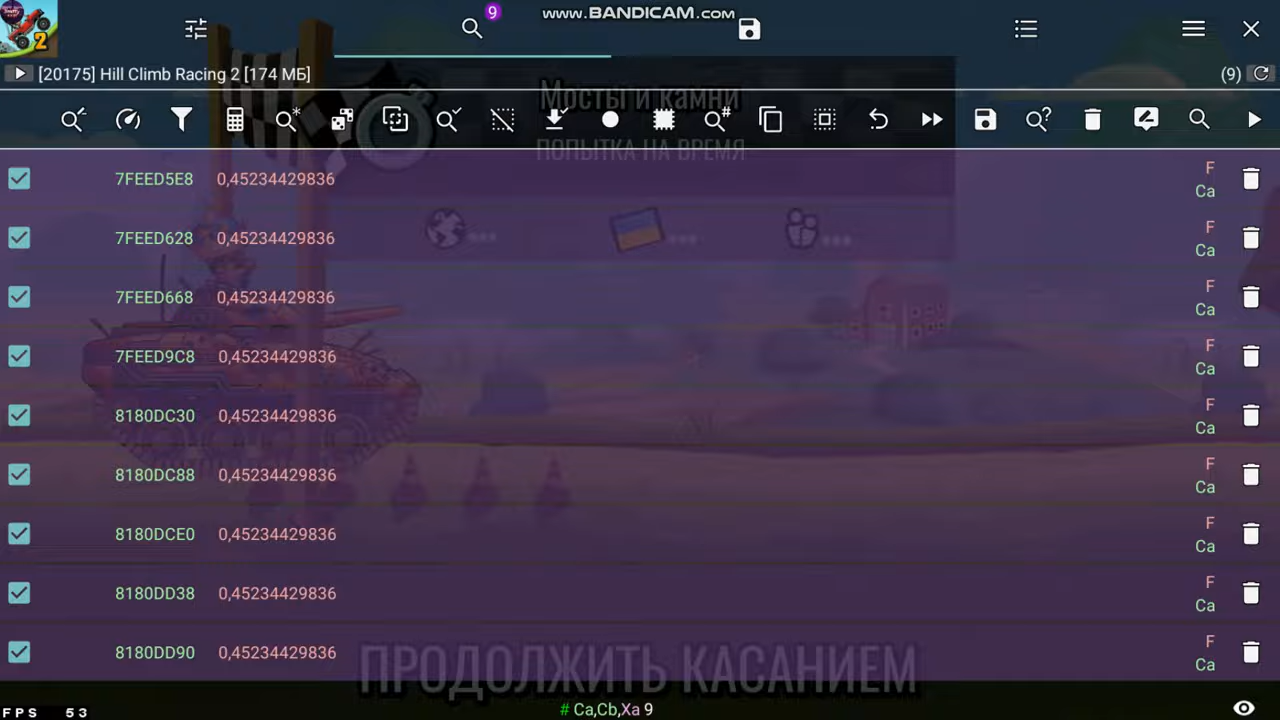 9
www.BANDICAM.com
2
[20175] Hill Climb Racing 2 [174 МБ]
(9)
Мосты и камни
ПОПЫТКА НА ВРЕМЯ
7FEED5E8 0,45234429836 F
Ca
7FEED628 0,45234429836 F
Ca
7FEED668 0,45234429836 F
Ca
7FEED9C8 0,45234429836 F
Ca
8180DC30 0,45234429836 F
Ca
8180DC88 0,45234429836 F
Ca
8180DCE0 0,45234429836 F
Ca
8180DD38 0,45234429836 F
Ca
8180DD90 0,45234429836 F
Ca
ПРОДОЛЖИТЬ КАСАНИЕМ
FPS 53
# Ca,Cb,Xa 9